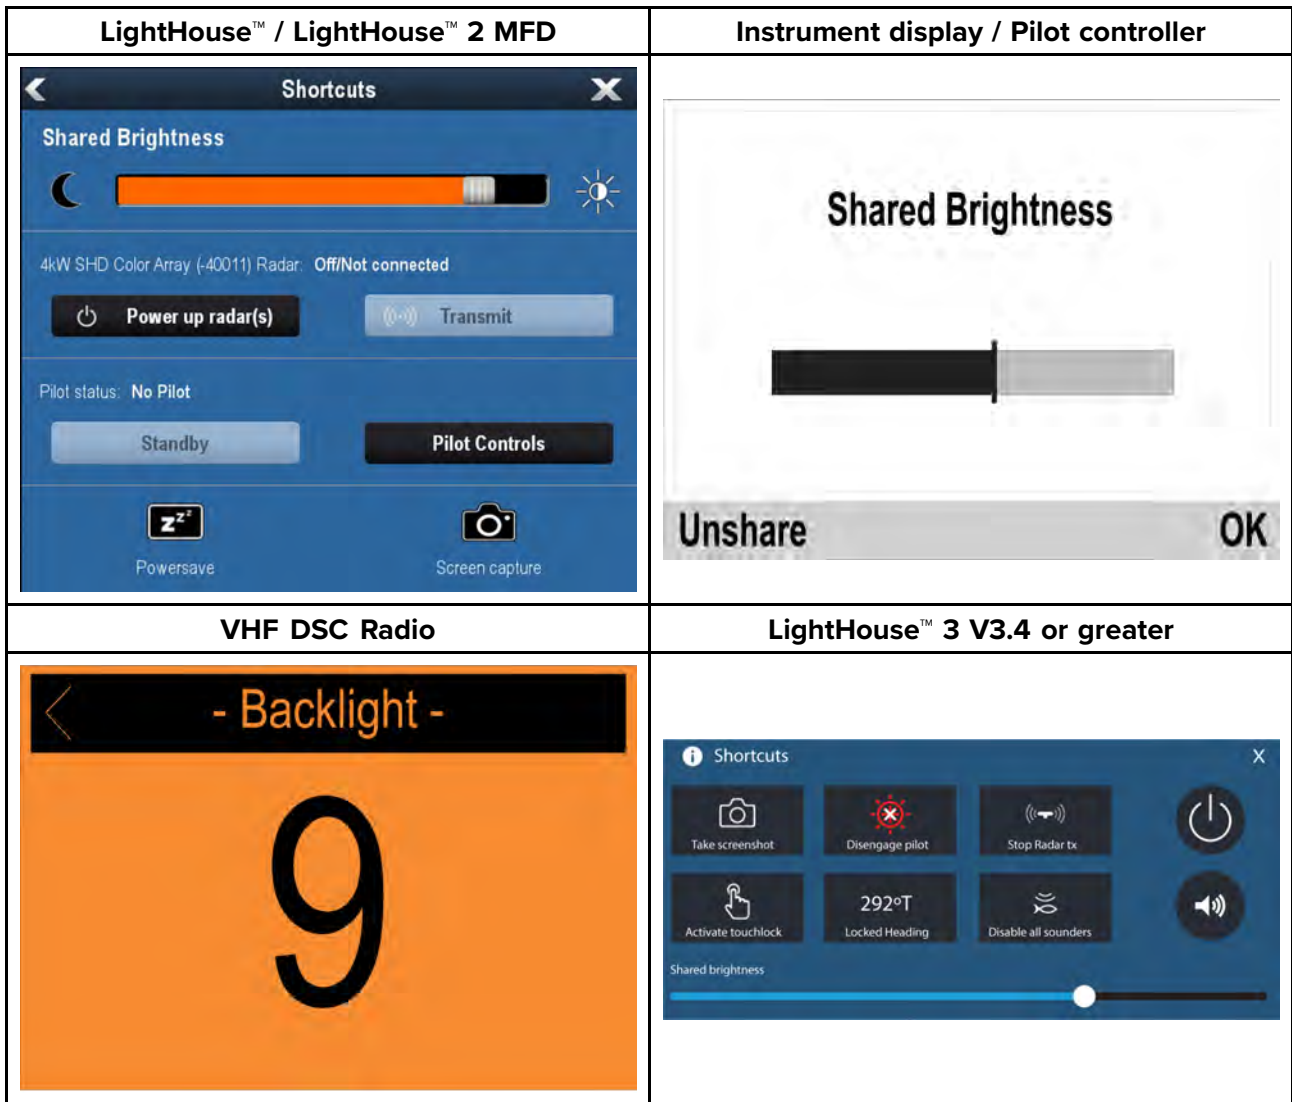 LightHouse™ / LightHouse™ 2 MFD
Instrument display / Pilot controller
Shortcuts
Shared Brightness
4kW SHD Color Array (-40011) Radar: Off/Not connected
Power up radar(s)
Transmit
Pilot status: No Pilot
Standby
Pilot Controls
zzz
Powersave
Screen capture
Shared Brightness
Unshare
OK
VHF DSC Radio
LightHouse™ 3 V3.4 or greater
- Backlight -
9
i Shortcuts X
Take screenshot
Disengage pilot
Stop Radar tx
Activate touchlock
292ºT
Locked Heading
Disable all sounders
Shared brightness